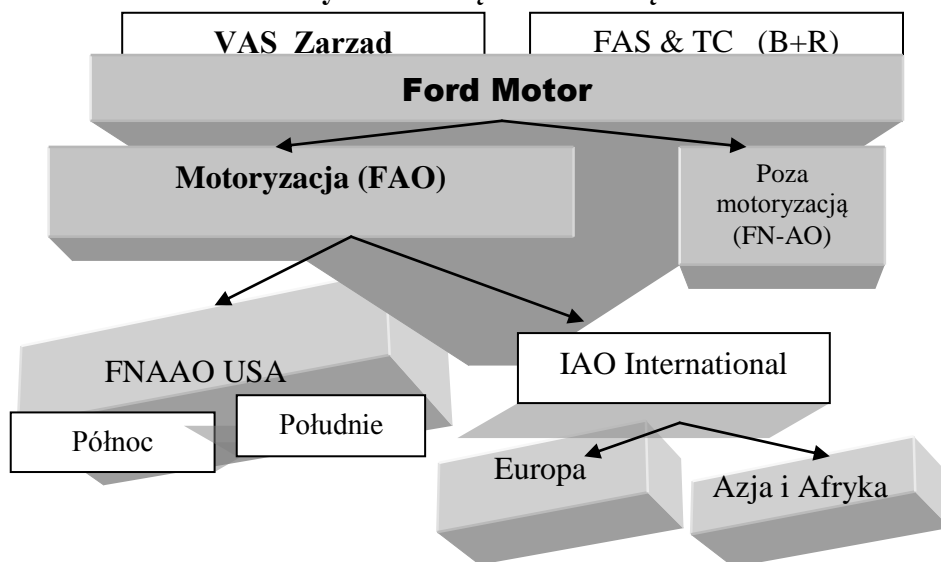 VAS Zarzad
FAS & TC (B+R)
Ford Motor
Motoryzacja (FAO)
Poza
motoryzacją
(FN-AO)
FNAAO USA
IAO International
Północ
Południe
Europa
Azja i Afryka